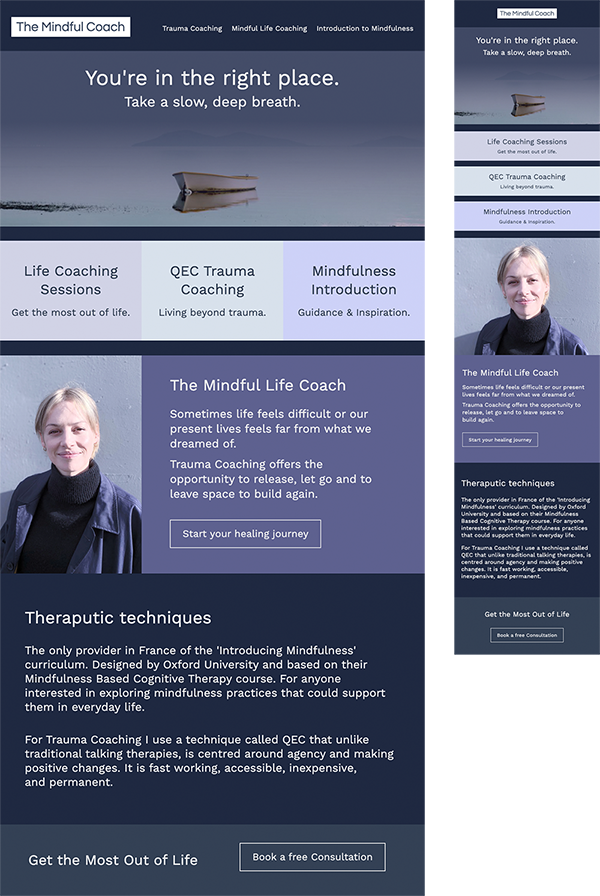 The Mindful Coach
Trauma Coaching Mindful Life Coaching Introduction to Mindfulness
You're in the right place.
Take a slow, deep breath.
Life Coaching
Sessions
Get the most out of life.
QEC Trauma
Coaching
Living beyond trauma.
Mindfulness
Introduction
Guidance & Inspiration.
The Mindful Life Coach
Sometimes life feels difficult or our
present lives feels far from what we
dreamed of.
Trauma Coaching offers the
opportunity to release, let go and to
leave space to build again.
Start your healing journey
Theraputic techniques
The only provider in France of the 'Introducing Mindfulness'
curriculum. Designed by Oxford University and based on their
Mindfulness Based Cognitive Therapy course. For anyone
interested in exploring mindfulness practices that could support
them in everyday life.
For Trauma Coaching I use a technique called QEC that unlike
traditional talking therapies, is centred around agency and making
positive changes. It is fast working, accessible, inexpensive,
and permanent.
Get the Most Out of Life
Book a free Consultation
The Mindful Coach
You're in the right place.
Take a slow, deep breath.
Life Coaching Sessions
Get the most out of life.
QEC Trauma Coaching
Living beyond trauma.
Mindfulness Introduction
Guidance & Inspiration.
The Mindful Life Coach
Sometimes life feels difficult or our present
lives feels far from what we dreamed of.
Trauma Coaching offers the opportunity to
release, let go and to leave space to
build again.
Start your healing journey
Theraputic techniques
The only provider in France of the 'Introducing
Mindfulness' curriculum. Designed by Oxford
University and based on their Mindfulness
Based Cognitive Therapy course. For anyone
interested in exploring mindfulness practices
that could support them in everyday life.
For Trauma Coaching I use a technique called
QEC that unlike traditional talking therapies, is
centred around agency and making positive
changes. It is fast working, accessible,
inexpensive, and permanent.
Get the Most Out of Life
Book a free Consultation